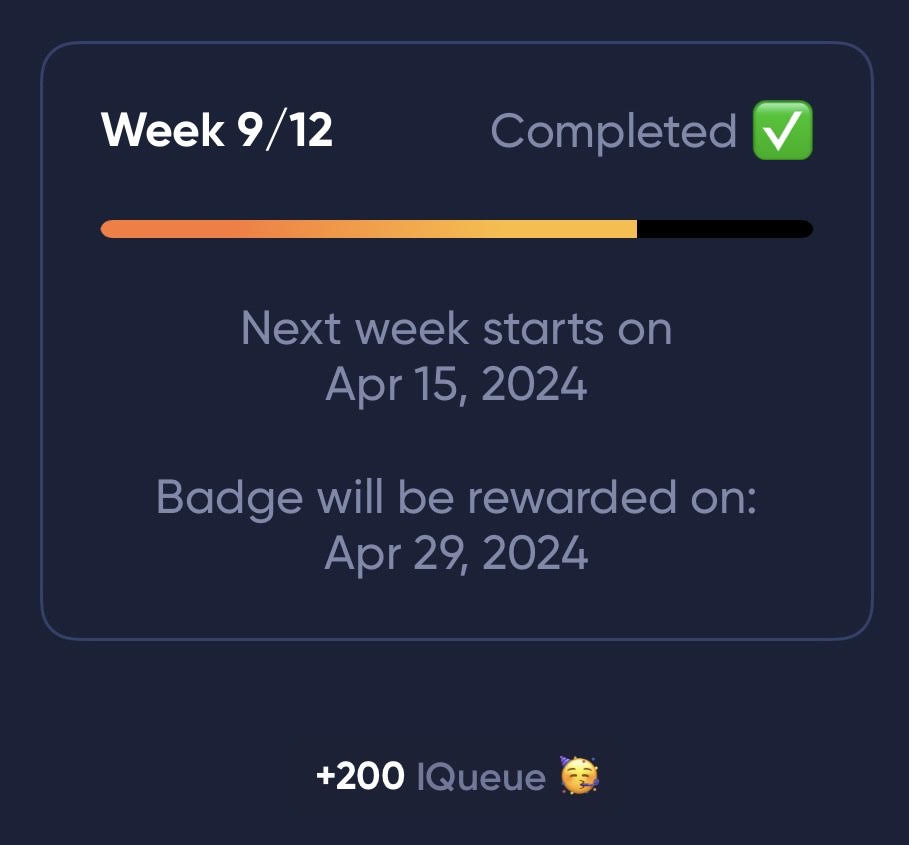 Week 9/12 Completed ✅
Next week starts on
Apr 15, 2024
Badge will be rewarded on:
Apr 29, 2024
+200 IQueue 🥳